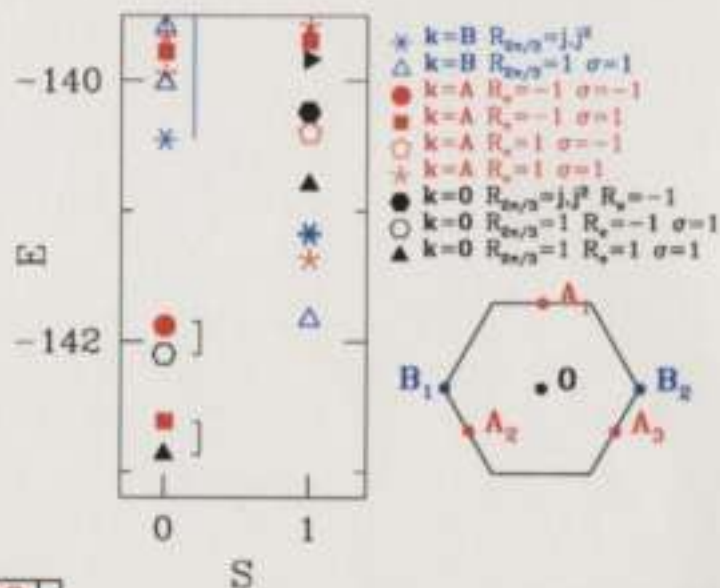 -140
-142
E
0 1
S
k=B R₂π/₃=j.j²
k=B R₂π/₃=1 σ=1
k=A Rπ=-1 σ=-1
k=A Rπ=-1 σ=1
k=A Rπ=1 σ=-1
k=A Rπ=1 σ=1
k=0 R₂π/₃=j.j² Rπ=-1
k=0 R₂π/₃=1 Rπ=-1 σ=1
k=0 R₂π/₃=1 Rπ=1 σ=1
A₁
B₁ 0 B₂
A₂ A₃